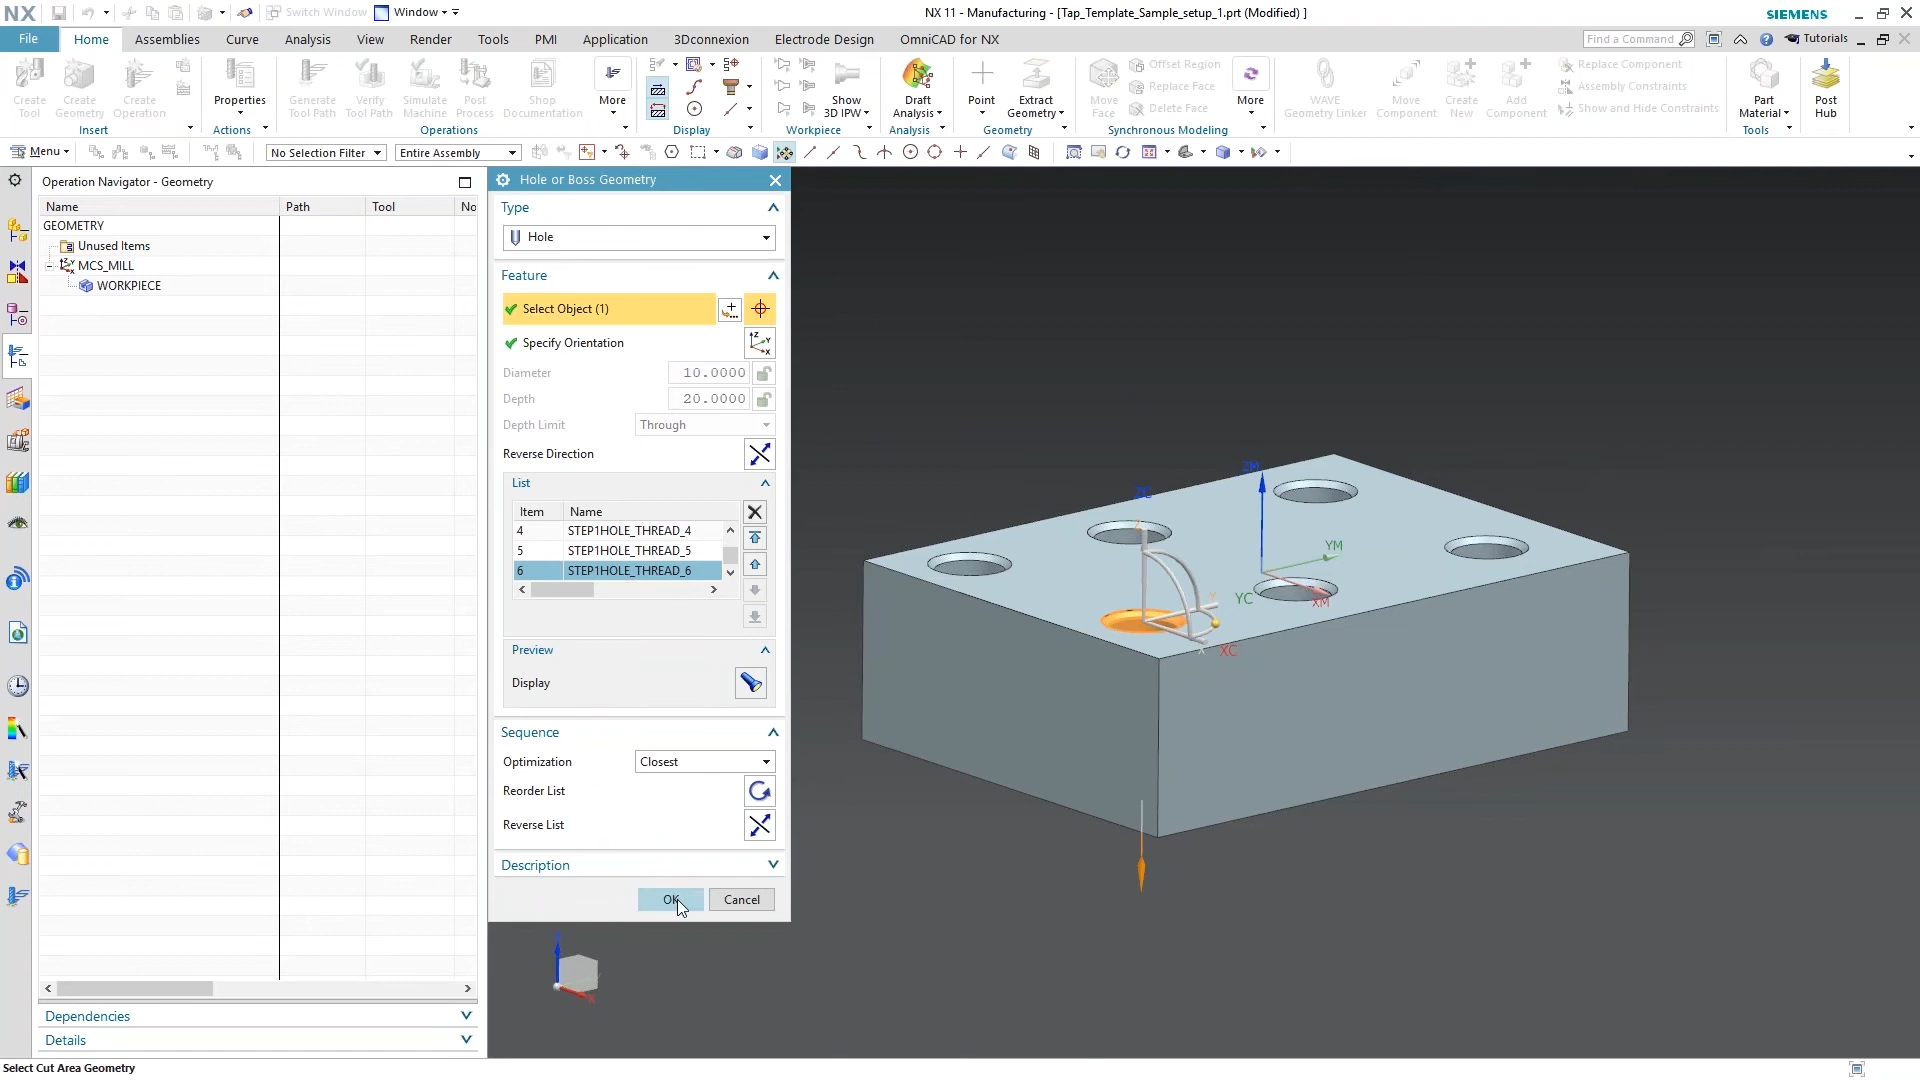 NX
Switch Window
Window
NX 11 - Manufacturing - [Tap_Template_Sample_setup_1.prt (Modified) ]
SIEMENS
File
Home
Assemblies
Curve
Analysis
View
Render
Tools
PMI
Application
3Dconnexion
Electrode Design
OmniCAD for NX
Find a Command
Tutorials
Create Tool
Create Geometry
Create Operation
Insert
Properties
Actions
Generate Tool Path
Verify Tool Path
Simulate Machine
Post Process
Shop Documentation
More
Operations
Display
Show 3D IPW
Workpiece
Draft Analysis
Analysis
Point
Extract Geometry
Geometry
Move Face
Offset Region
Replace Face
Delete Face
More
Synchronous Modeling
WAVE Geometry Linker
Move Component
Create New
Add Component
Replace Component
Assembly Constraints
Show and Hide Constraints
Part Material
Tools
Post Hub
Menu
No Selection Filter
Entire Assembly
Operation Navigator - Geometry
Name
Path
Tool
No
GEOMETRY
Unused Items
MCS_MILL
WORKPIECE
Dependencies
Details
Hole or Boss Geometry
Type
Hole
Feature
Select Object (1)
Specify Orientation
Diameter
10.0000
Depth
20.0000
Depth Limit
Through
Reverse Direction
List
Item
Name
4
STEP1HOLE_THREAD_4
5
STEP1HOLE_THREAD_5
6
STEP1HOLE_THREAD_6
Preview
Display
Sequence
Optimization
Closest
Reorder List
Reverse List
Description
OK
Cancel
ZM
ZC
YM
YC
XM
XC
Select Cut Area Geometry